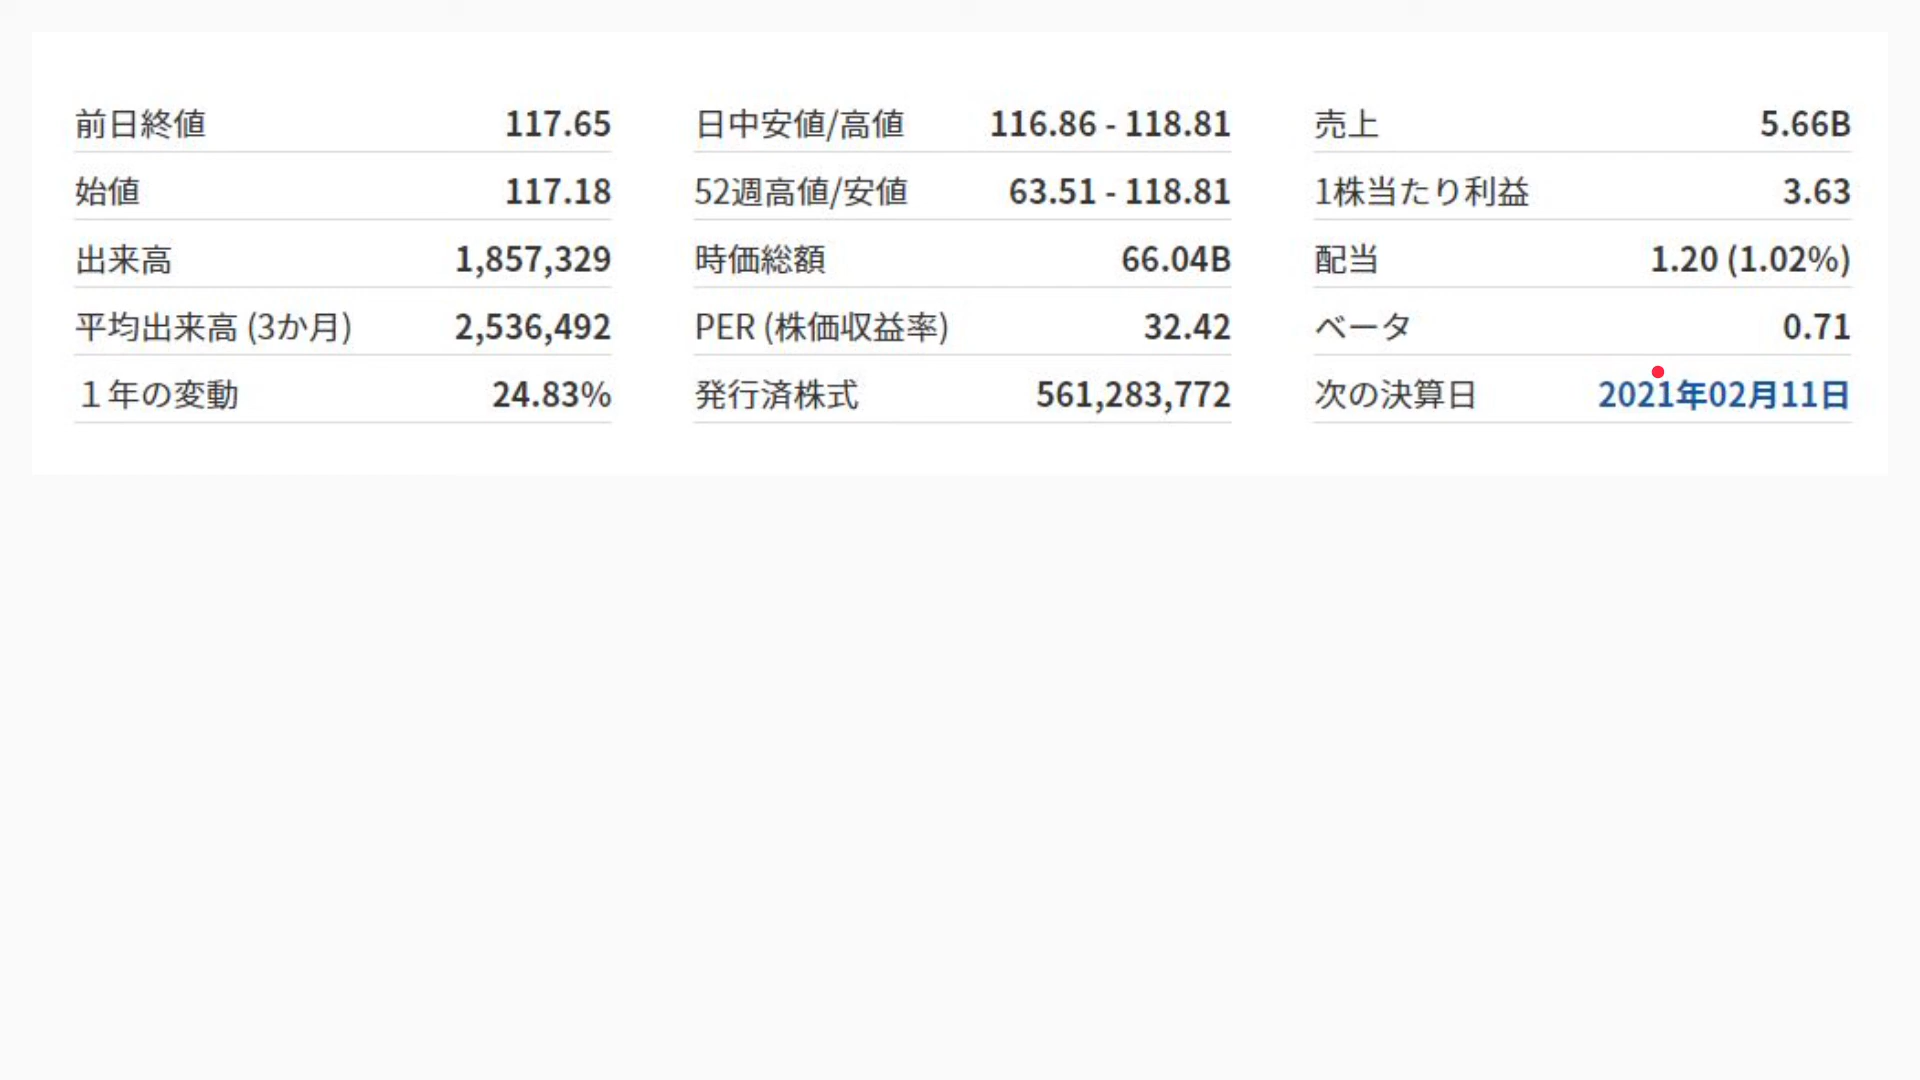 前日終値 117.65
始値 117.18
出来高 1,857,329
平均出来高 (3か月) 2,536,492
１年の変動 24.83%
日中安値/高値 116.86 - 118.81
52週高値/安値 63.51 - 118.81
時価総額 66.04B
PER (株価収益率) 32.42
発行済株式 561,283,772
売上 5.66B
1株当たり利益 3.63
配当 1.20 (1.02%)
ベータ 0.71
次の決算日 2021年02月11日